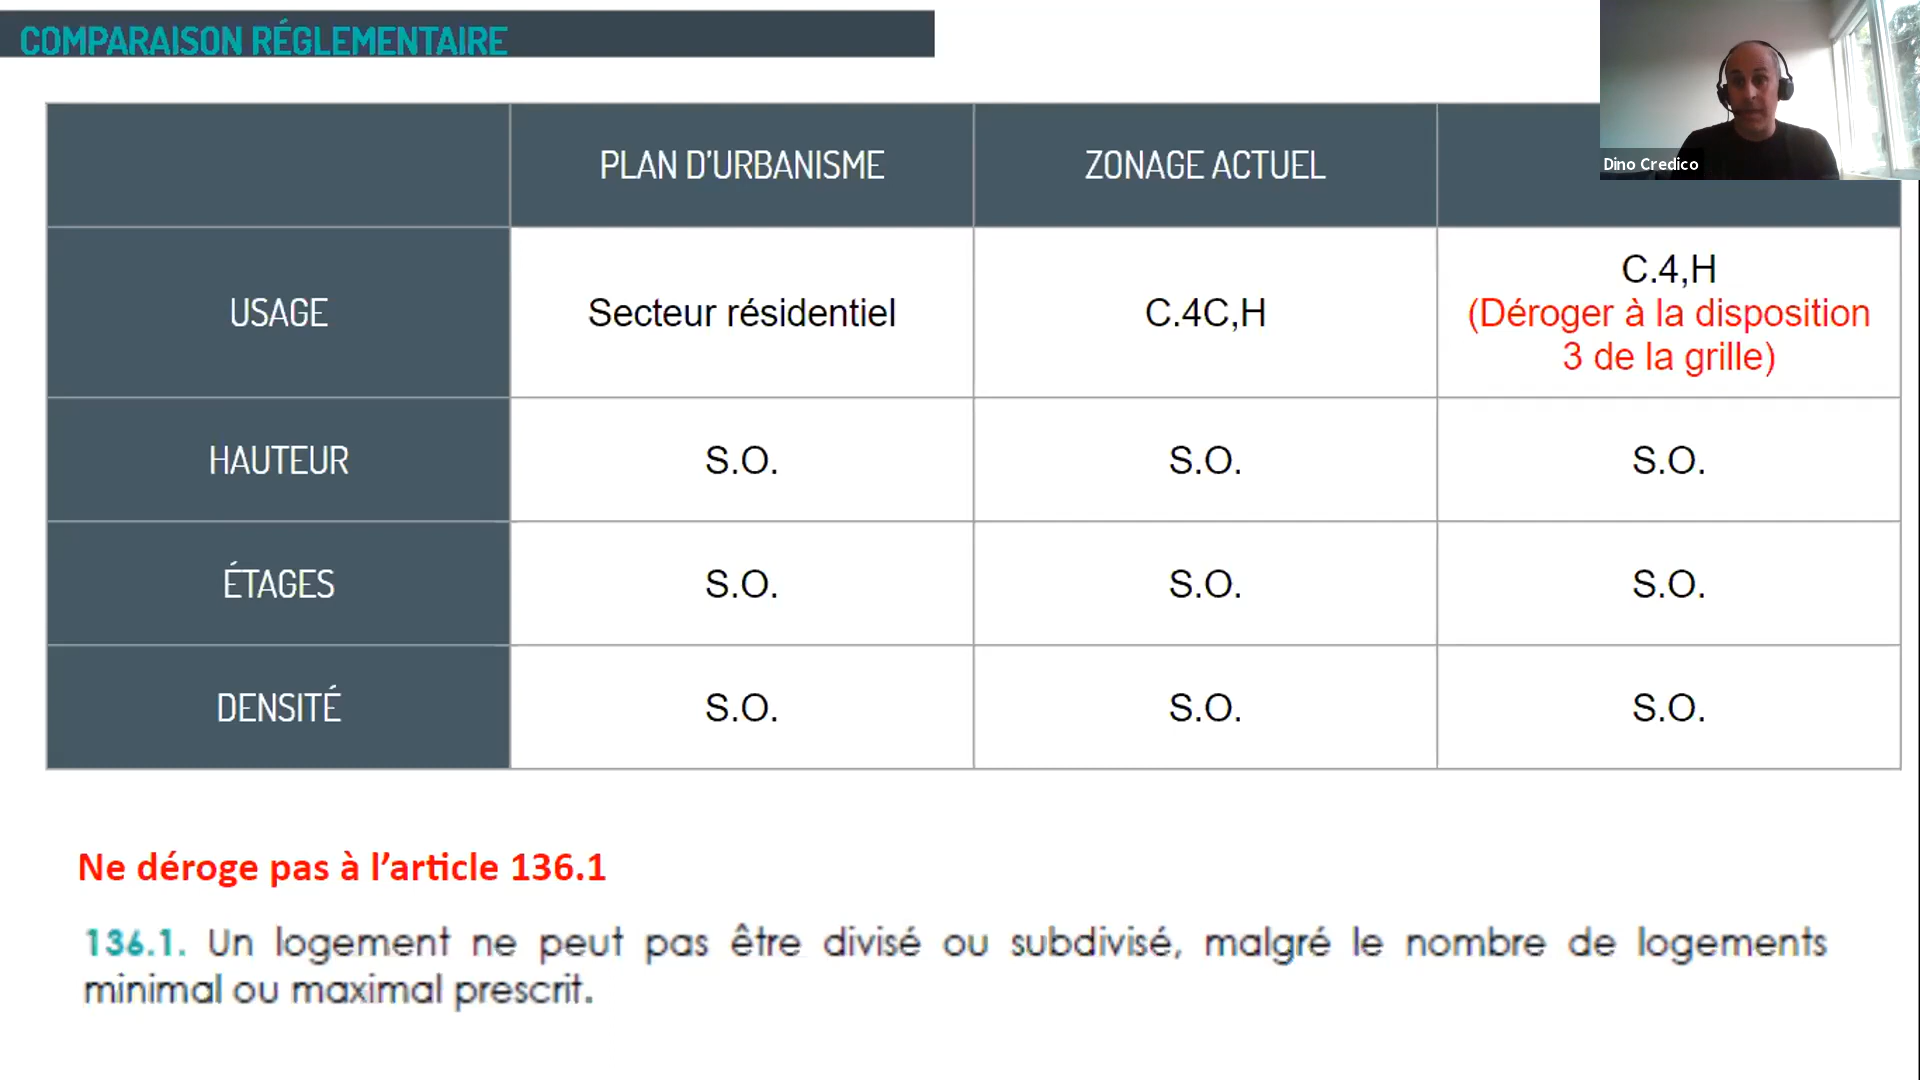 COMPARAISON RÉGLEMENTAIRE
PLAN D’URBANISME
ZONAGE ACTUEL
Dino Credico
USAGE
Secteur résidentiel
C.4C,H
C.4,H
(Déroger à la disposition
3 de la grille)
HAUTEUR
S.O.
S.O.
S.O.
ÉTAGES
S.O.
S.O.
S.O.
DENSITÉ
S.O.
S.O.
S.O.
Ne déroge pas à l’article 136.1
136.1. Un logement ne peut pas être divisé ou subdivisé, malgré le nombre de logements
minimal ou maximal prescrit.